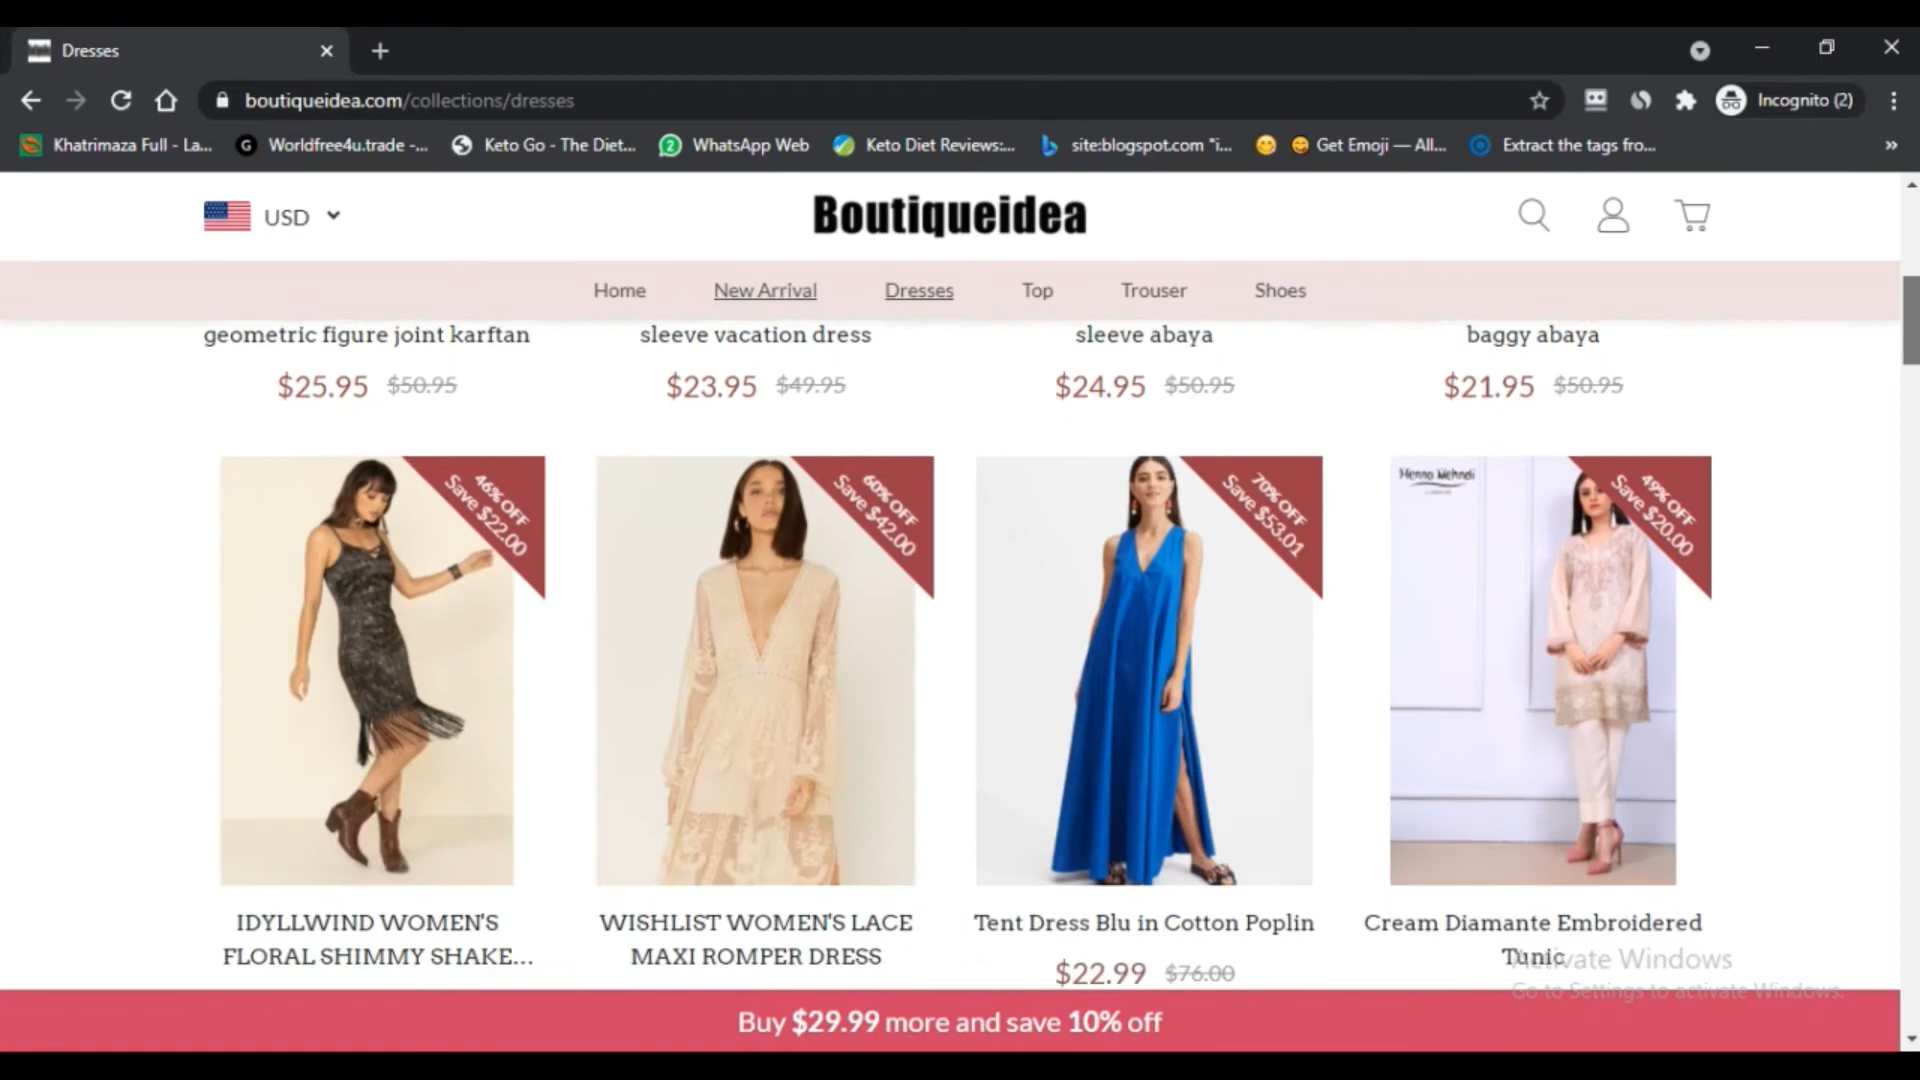 Dresses
boutiqueidea.com/collections/dresses
Incognito (2)
Khatrimaza Full - La...
Worldfree4u.trade -...
Keto Go - The Diet...
WhatsApp Web
Keto Diet Reviews:...
site:blogspot.com "i...
Get Emoji — All...
Extract the tags fro...
USD
Boutiqueidea
Home
New Arrival
Dresses
Top
Trouser
Shoes
geometric figure joint karftan
sleeve vacation dress
sleeve abaya
baggy abaya
$25.95 $50.95
$23.95 $49.95
$24.95 $50.95
$21.95 $50.95
46% OFF
Save $22.00
60% OFF
Save $42.00
70% OFF
Save $53.01
Henna Mehndi
49% OFF
Save $20.00
IDYLLWIND WOMEN'S
FLORAL SHIMMY SHAKE...
WISHLIST WOMEN'S LACE
MAXI ROMPER DRESS
Tent Dress Blu in Cotton Poplin
$22.99 $76.00
Cream Diamante Embroidered
Tunic
Activate Windows
Go to Settings to activate Windows.
Buy $29.99 more and save 10% off